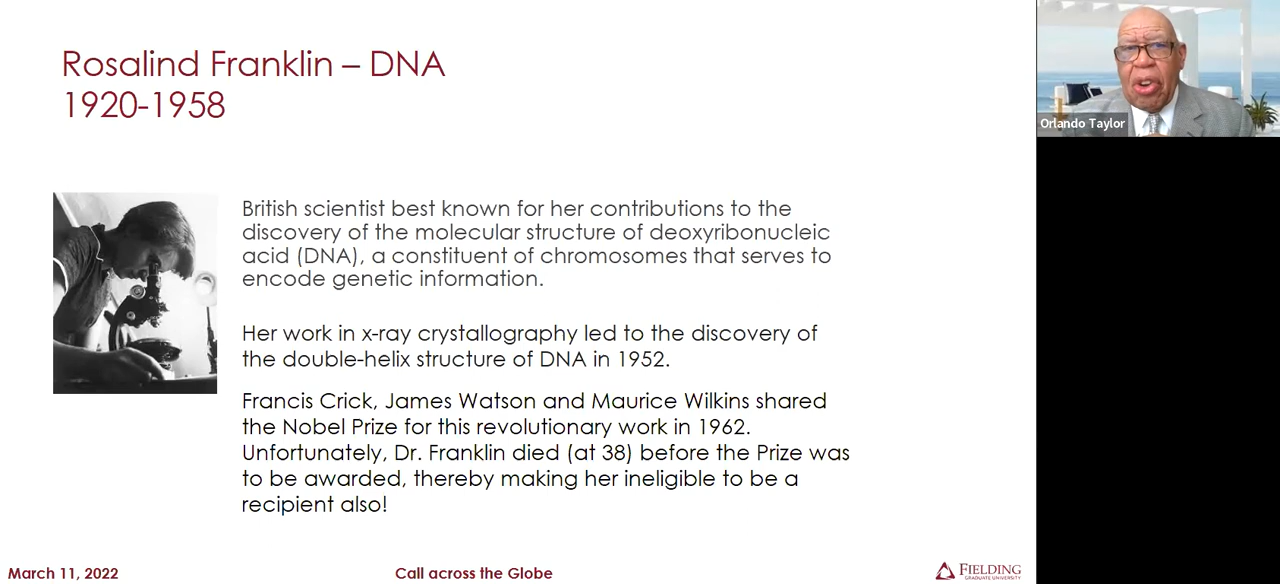 Rosalind Franklin – DNA
1920-1958
British scientist best known for her contributions to the
discovery of the molecular structure of deoxyribonucleic
acid (DNA), a constituent of chromosomes that serves to
encode genetic information.
Her work in x-ray crystallography led to the discovery of
the double-helix structure of DNA in 1952.
Francis Crick, James Watson and Maurice Wilkins shared
the Nobel Prize for this revolutionary work in 1962.
Unfortunately, Dr. Franklin died (at 38) before the Prize was
to be awarded, thereby making her ineligible to be a
recipient also!
Orlando Taylor
March 11, 2022
Call across the Globe
FIELDING
GRADUATE UNIVERSITY